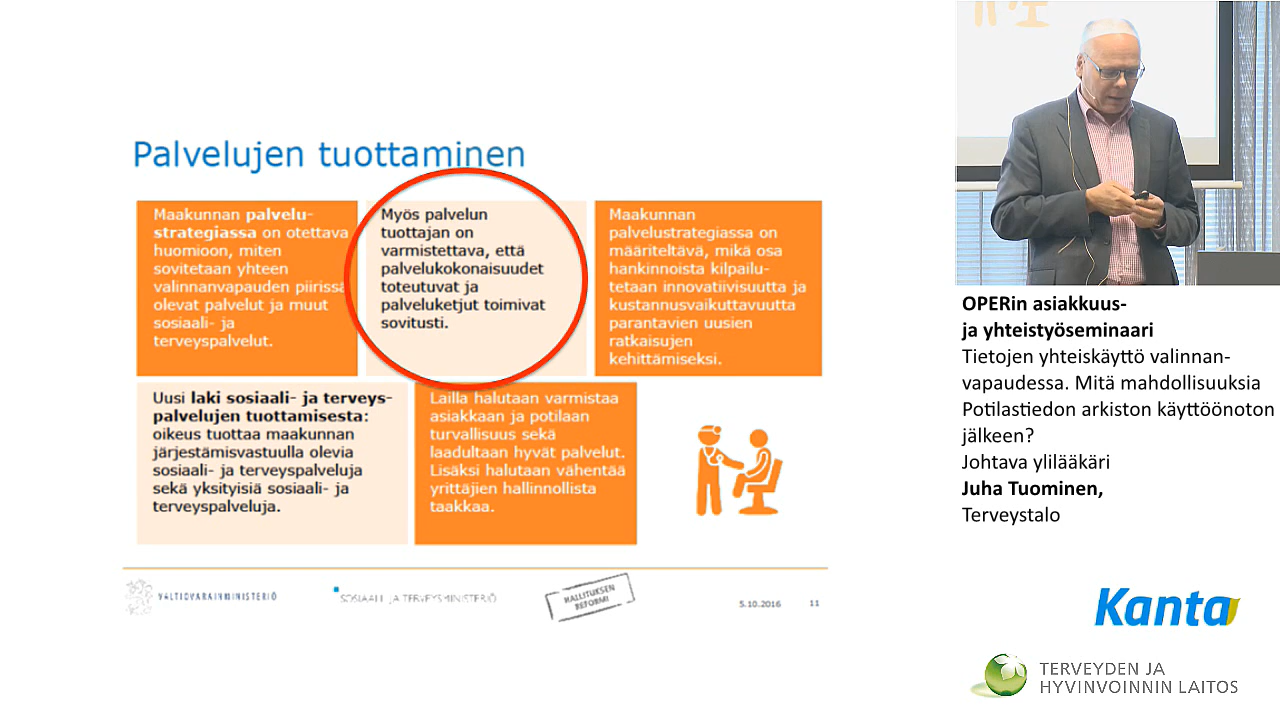 Palvelujen tuottaminen
Maakunnan palvelu-
strategiassa on otettava
huomioon, miten
sovitetaan yhteen
valinnanvapauden piirissä
olevat palvelut ja muut
sosiaali- ja
terveyspalvelut.
Myös palvelun
tuottajan on
varmistettava, että
palvelukokonaisuudet
toteutuvat ja
palveluketjut toimivat
sovitusti.
Maakunnan
palvelustrategiassa on
määriteltävä, mikä osa
hankinnoista kilpailu-
tetaan innovatiivisuutta ja
kustannusvaikuttavuutta
parantavien uusien
ratkaisujen
kehittämiseksi.
Uusi laki sosiaali- ja terveys-
palvelujen tuottamisesta:
oikeus tuottaa maakunnan
järjestämisvastuulla olevia
sosiaali- ja terveyspalveluja
sekä yksityisiä sosiaali- ja
terveyspalveluja.
Lailla halutaan varmistaa
asiakkaan ja potilaan
turvallisuus sekä
laadultaan hyvät palvelut.
Lisäksi halutaan vähentää
yrittäjien hallinnollista
taakkaa.
VALTIOVARAINMINISTERIÖ
SOSIAALI- JA TERVEYSMINISTERIÖ
HALLITUKSEN
REFORMI
5.10.2016
11
OPERin asiakkuus-
ja yhteistyöseminaari
Tietojen yhteiskäyttö valinnan-
vapaudessa. Mitä mahdollisuuksia
Potilastiedon arkiston käyttöönoton
jälkeen?
Johtava ylilääkäri
Juha Tuominen,
Terveystalo
Kanta
TERVEYDEN JA
HYVINVOINNIN LAITOS